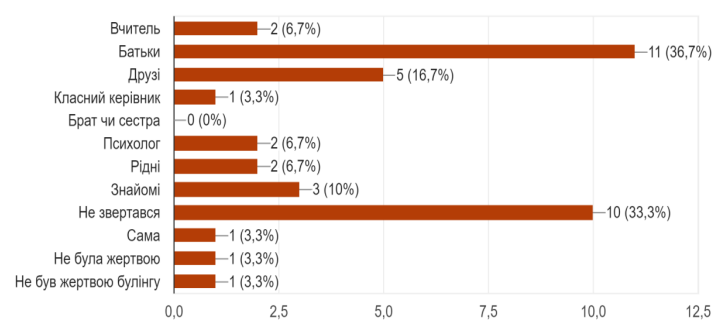 Вчитель 2 (6,7%)
Батьки 11 (36,7%)
Друзі 5 (16,7%)
Класний керівник 1 (3,3%)
Брат чи сестра 0 (0%)
Психолог 2 (6,7%)
Рідні 2 (6,7%)
Знайомі 3 (10%)
Не звертався 10 (33,3%)
Сама 1 (3,3%)
Не була жертвою 1 (3,3%)
Не був жертвою булінгу 1 (3,3%)
0,0 2,5 5,0 7,5 10,0 12,5